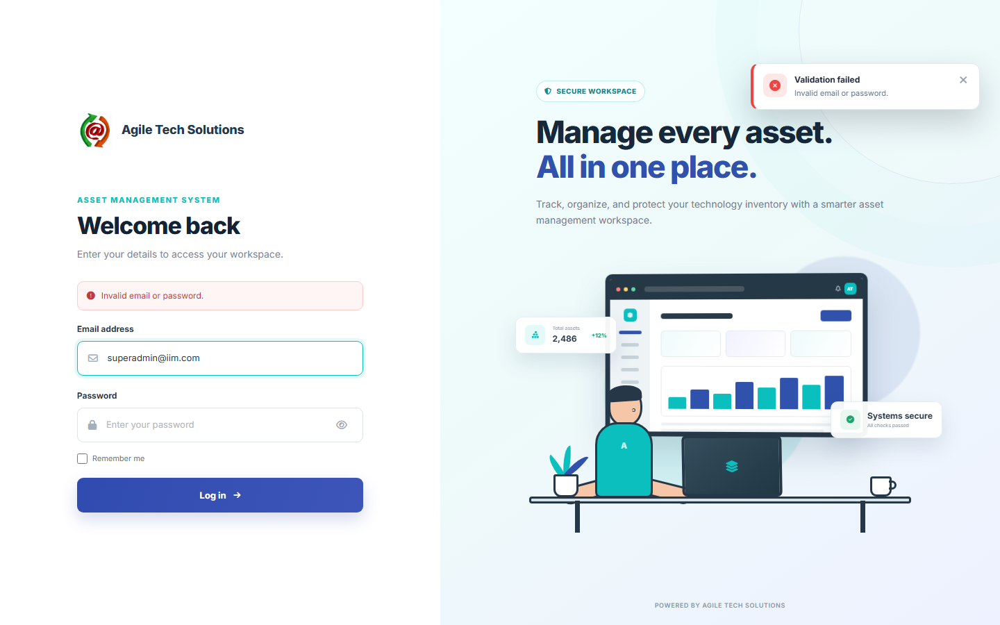 Agile Tech Solutions
ASSET MANAGEMENT SYSTEM
Welcome back
Enter your details to access your workspace.
Invalid email or password.
Email address
superadmin@iim.com
Password
Enter your password
Remember me
Log in
Validation failed
Invalid email or password.
SECURE WORKSPACE
Manage every asset.
All in one place.
Track, organize, and protect your technology inventory with a smarter asset
management workspace.
AT
Total assets
2,486
+12%
Systems secure
All checks passed
A
POWERED BY AGILE TECH SOLUTIONS